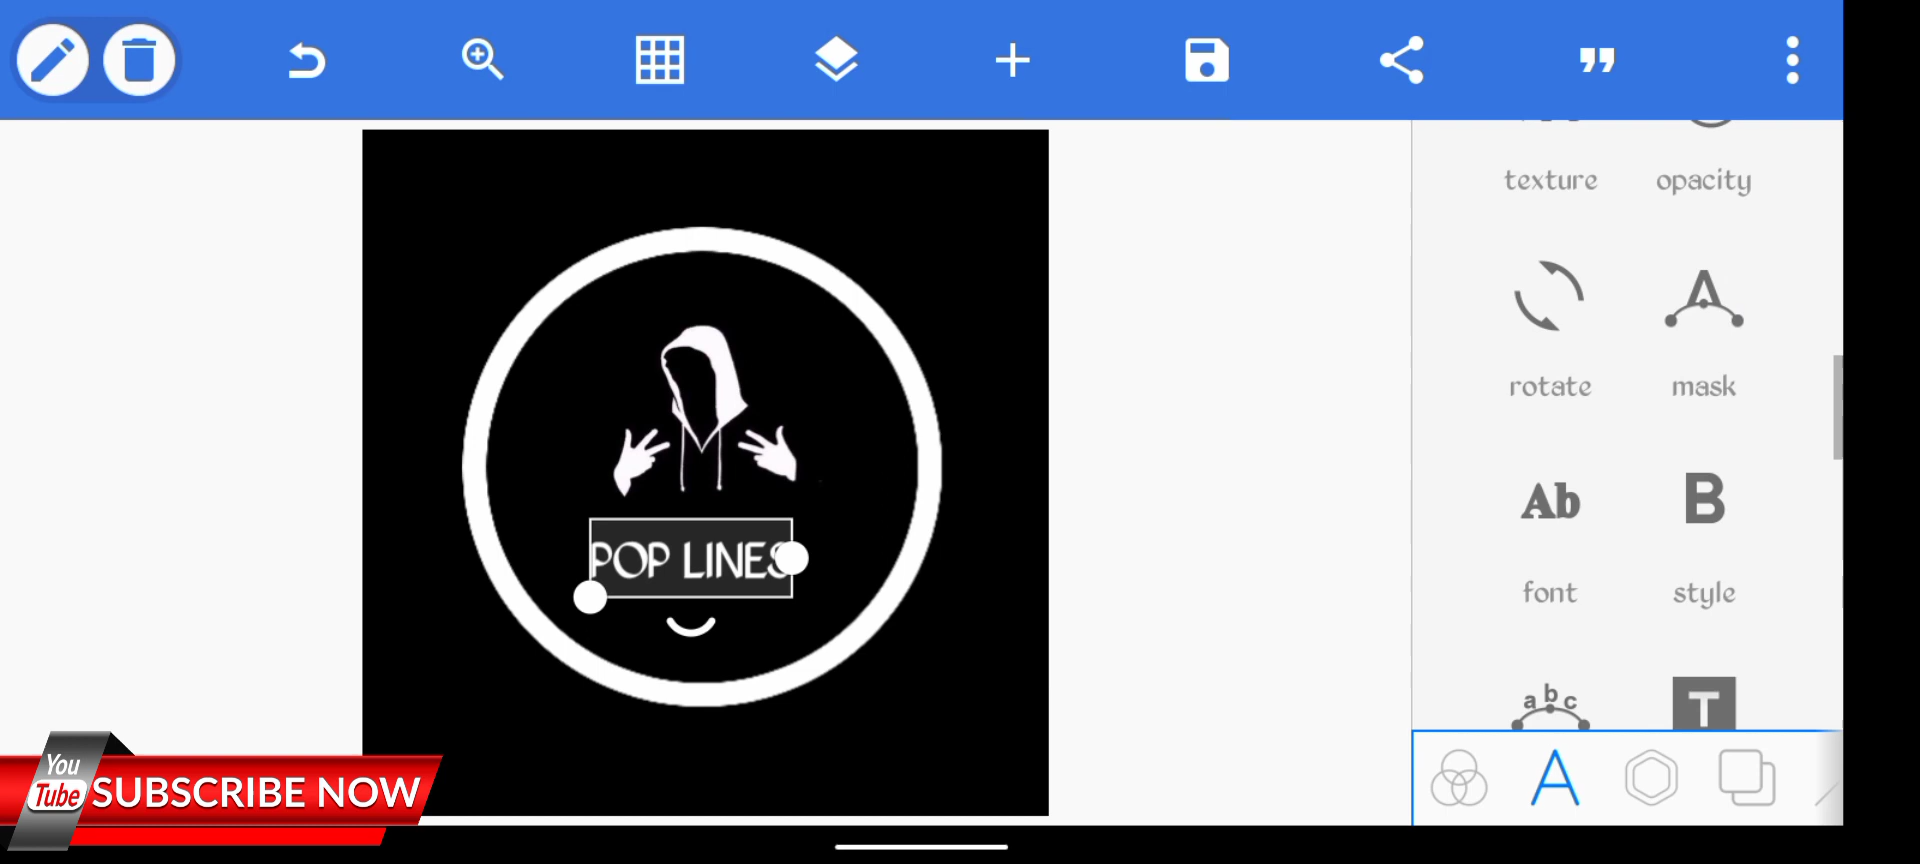 texture opacity
rotate mask
POP LINES
Ab B
font style
abc T
You
Tube SUBSCRIBE NOW
A